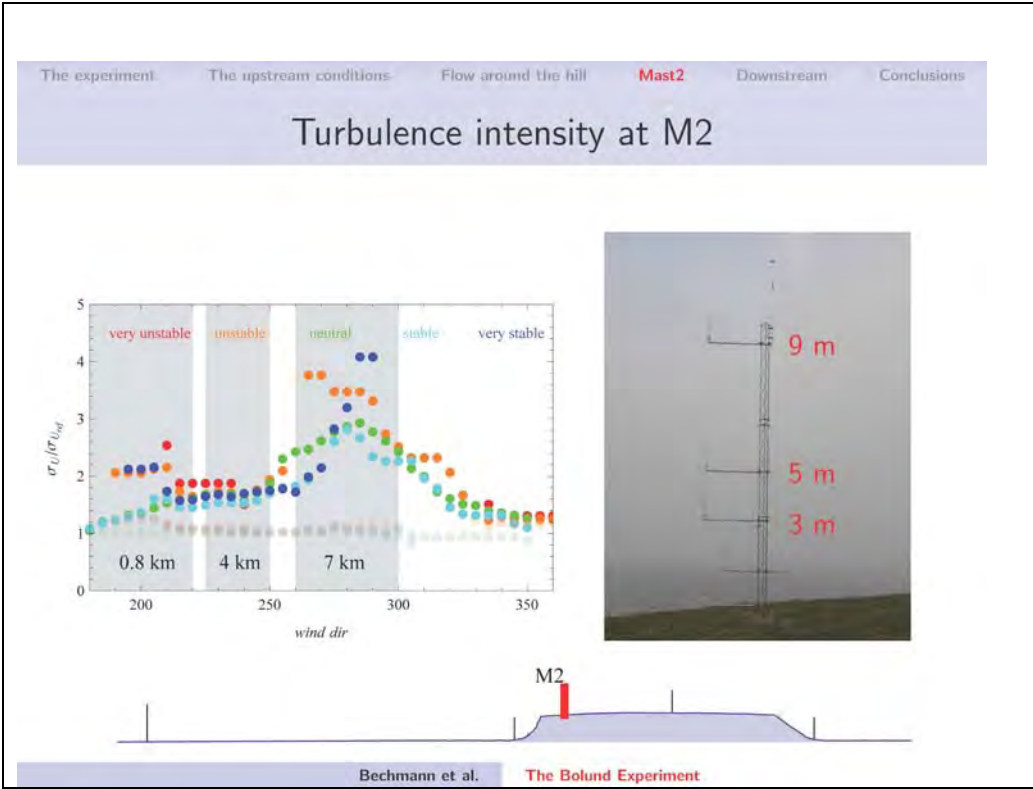 The experiment The upstream conditions Flow around the hill Mast2 Downstream Conclusions
Turbulence intensity at M2
5
4
3
2
1
0
σU/σUref
very unstable unstable neutral stable very stable
0.8 km 4 km 7 km
200 250 300 350
wind dir
9 m
5 m
3 m
M2
Bechmann et al. The Bolund Experiment